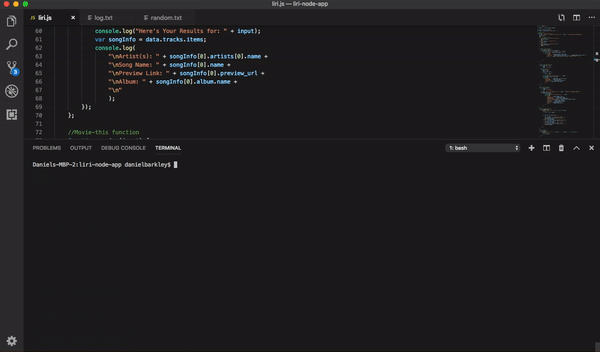 liri.js — liri-node-app
liri.js log.txt random.txt
60 console.log("Here's Your Results for: " + input);
61 var songInfo = data.tracks.items;
62 console.log(
63 "\nArtist(s): " + songInfo[0].artists[0].name +
64 "\nSong Name: " + songInfo[0].name +
65 "\nPreview Link: " + songInfo[0].preview_url +
66 "\nAlbum: " + songInfo[0].album.name +
67 "\n"
68 );
69 });
70 };
71
72 //Movie-this function
PROBLEMS OUTPUT DEBUG CONSOLE TERMINAL 1: bash
Daniels-MBP-2:liri-node-app danielbarkley$